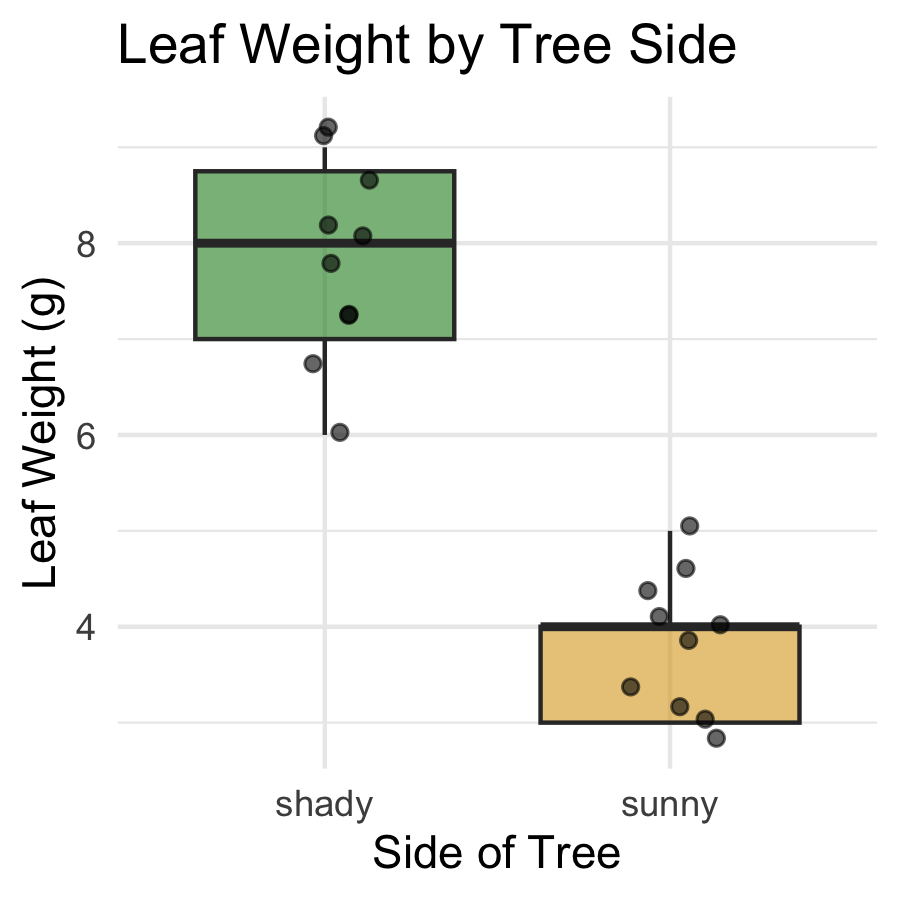 Leaf Weight by Tree Side
Leaf Weight (g)
8
6
4
shady
sunny
Side of Tree